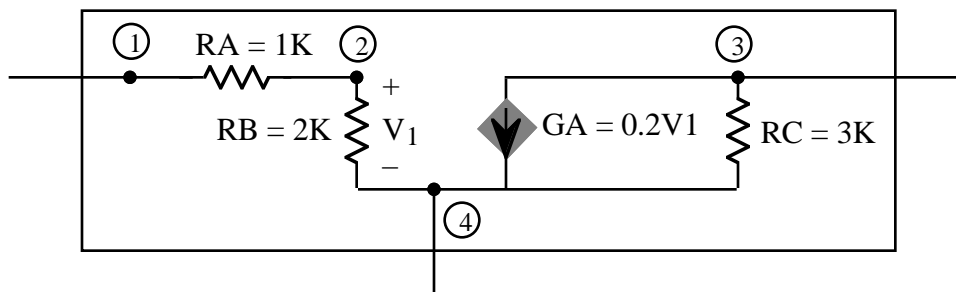 1
RA = 1K
2
3
+
RB = 2K
V1
–
GA = 0.2V1
RC = 3K
4